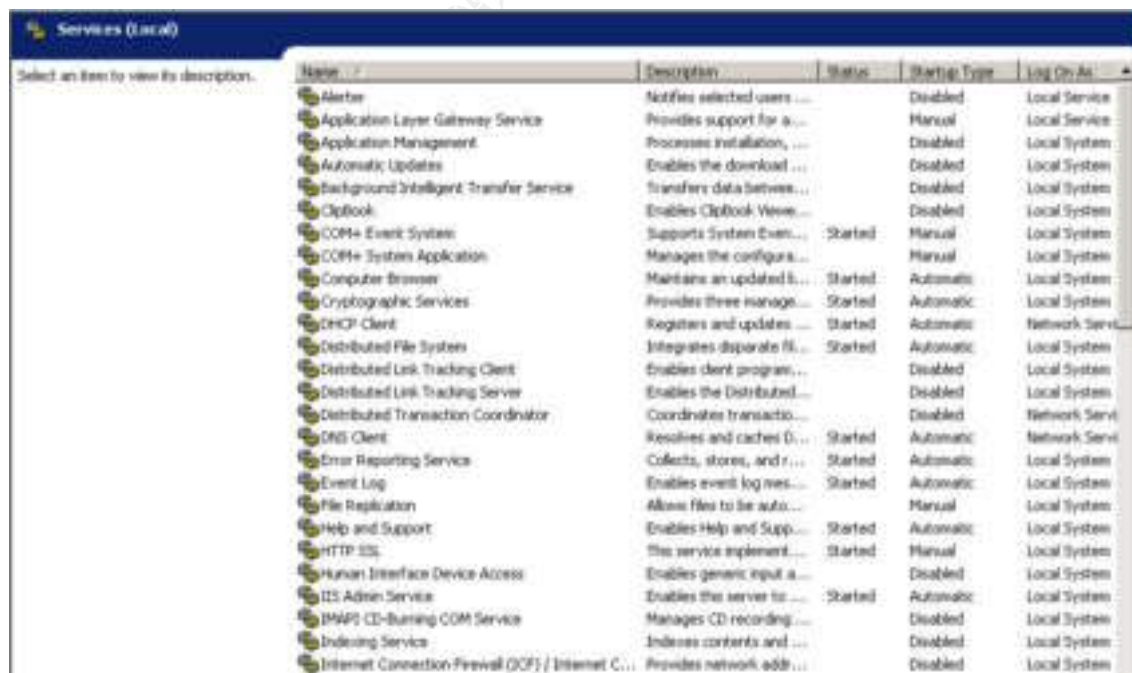 Services (Local)
Select an item to view its description.
Name Description Status Startup Type Log On As
Alerter Notifies selected users ... Disabled Local Service
Application Layer Gateway Service Provides support for a... Manual Local Service
Application Management Processes installation, ... Disabled Local System
Automatic Updates Enables the download ... Disabled Local System
Background Intelligent Transfer Service Transfers data between... Disabled Local System
ClipBook Enables ClipBook Viewe... Disabled Local System
COM+ Event System Supports System Even... Started Manual Local System
COM+ System Application Manages the configura... Manual Local System
Computer Browser Maintains an updated li... Started Automatic Local System
Cryptographic Services Provides three manage... Started Automatic Local System
DHCP Client Registers and updates ... Started Automatic Network Servi
Distributed File System Integrates disparate fil... Started Automatic Local System
Distributed Link Tracking Client Enables client program... Disabled Local System
Distributed Link Tracking Server Enables the Distributed... Disabled Local System
Distributed Transaction Coordinator Coordinates transactio... Disabled Network Servi
DNS Client Resolves and caches D... Started Automatic Network Servi
Error Reporting Service Collects, stores, and r... Started Automatic Local System
Event Log Enables event log mes... Started Automatic Local System
File Replication Allows files to be auto... Manual Local System
Help and Support Enables Help and Supp... Started Automatic Local System
HTTP SSL This service implement... Started Manual Local System
Human Interface Device Access Enables generic input a... Disabled Local System
IIS Admin Service Enables this server to ... Started Automatic Local System
IMAPI CD-Burning COM Service Manages CD recording ... Disabled Local System
Indexing Service Indexes contents and ... Disabled Local System
Internet Connection Firewall (ICF) / Internet C... Provides network addr... Disabled Local System